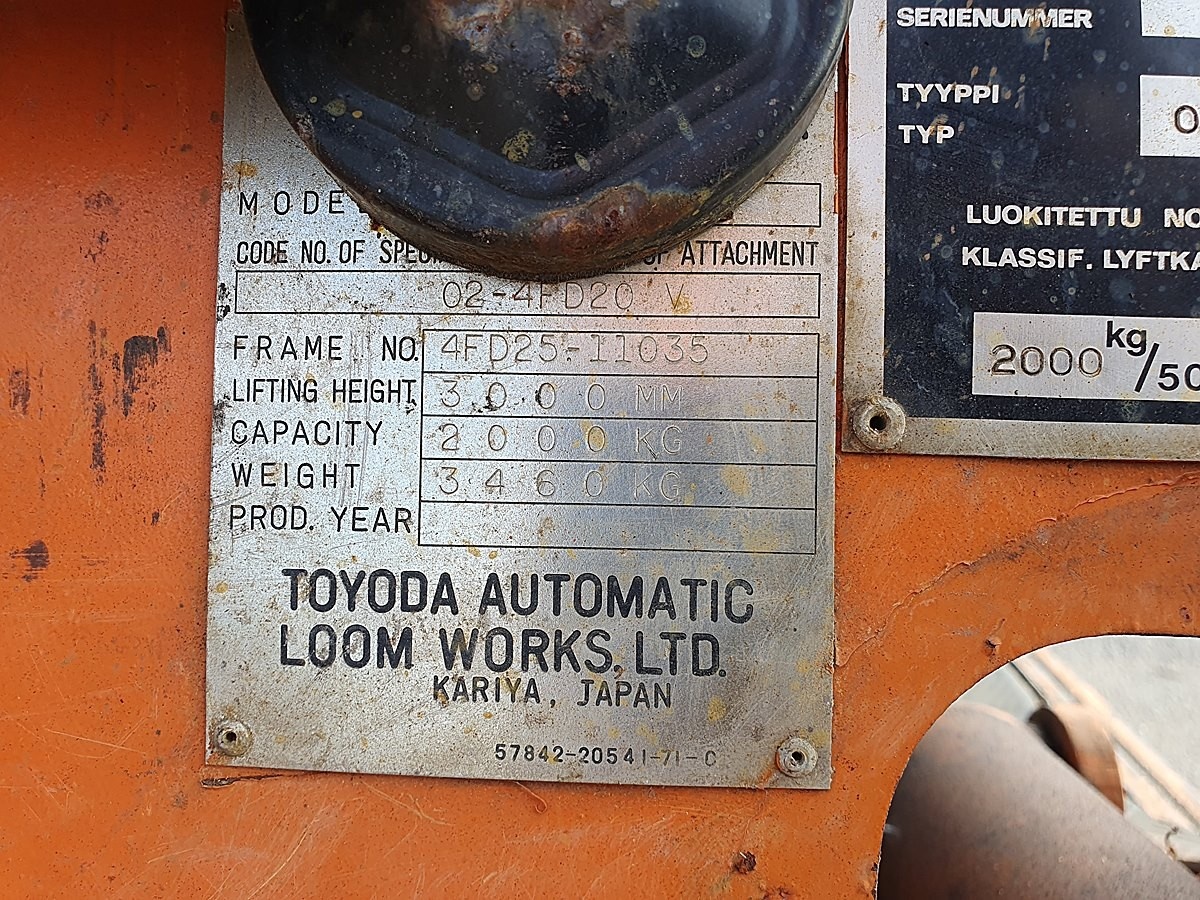 CODE NO. OF ATTACHMENT
02-4FD20 V
FRAME NO. 4FD25-11035
LIFTING HEIGHT 3000 MM
CAPACITY 2000 KG
WEIGHT 3460 KG
PROD. YEAR
TOYODA AUTOMATIC
LOOM WORKS, LTD.
KARIYA, JAPAN
57842-20541-71-C
SERIENUMMER
TYYPPI
TYP
LUOKITETTU
KLASSIF.
2000 kg/50